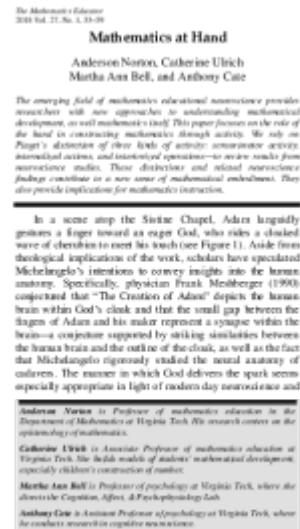 The Mathematics Educator
2018 Vol. 27, No. 1, 33–59
Mathematics at Hand
Anderson Norton, Catherine Ulrich
Martha Ann Bell, and Anthony Cate
The emerging field of mathematics educational neuroscience provides
researchers with new approaches to understanding mathematical
development, as well mathematics itself. This paper focuses on the role of
the hand in constructing mathematics through activity. We rely on
Piaget's distinction of three kinds of activity: sensorimotor activity,
internalized actions, and interiorized operations—to review results from
neuroscience studies. These distinctions and related neuroscience
findings contribute to a new sense of mathematical embodiment. They
also provide implications for mathematics instruction.
In a scene atop the Sistine Chapel, Adam languidly
gestures a finger toward an eager God, who rides a cloaked
wave of cherubim to meet his touch (see Figure 1). Aside from
theological implications of the work, scholars have speculated
Michelangelo's intentions to convey insights into the human
anatomy. Specifically, physician Frank Meshberger (1990)
conjectured that "The Creation of Adam" depicts the human
brain within God's cloak and that the small gap between the
fingers of Adam and his maker represent a synapse within the
brain—a conjecture supported by striking similarities between
the human brain and the outline of the cloak, as well as the fact
that Michelangelo rigorously studied the neural anatomy of
cadavers. The manner in which God delivers the spark seems
especially appropriate in light of modern day neuroscience and
Anderson Norton is Professor of mathematics education in the
Department of Mathematics at Virginia Tech. His research centers on the
epistemology of mathematics.
Catherine Ulrich is Associate Professor of mathematics education at
Virginia Tech. She builds models of students' mathematical development,
especially children's construction of number.
Martha Ann Bell is Professor of psychology at Virginia Tech, where she
directs the Cognition, Affect, & Psychophysiology Lab.
Anthony Cate is Assistant Professor of psychology at Virginia Tech, where
he conducts research in cognitive neuroscience.